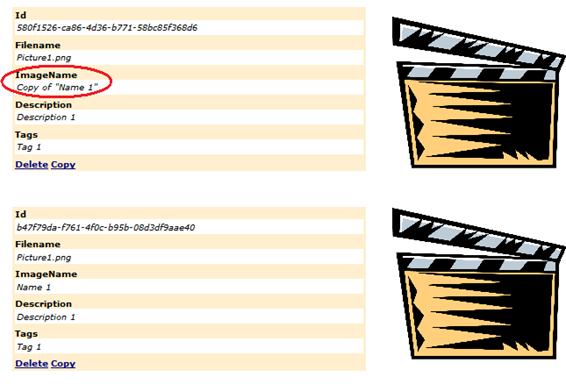 Id
580f1526-ca86-4d36-b771-58bc85f368d6
Filename
Picture1.png
ImageName
Copy of "Name 1"
Description
Description 1
Tags
Tag 1
Delete Copy
Id
b47f79da-f761-4f0c-b95b-08d3df9aae40
Filename
Picture1.png
ImageName
Name 1
Description
Description 1
Tags
Tag 1
Delete Copy